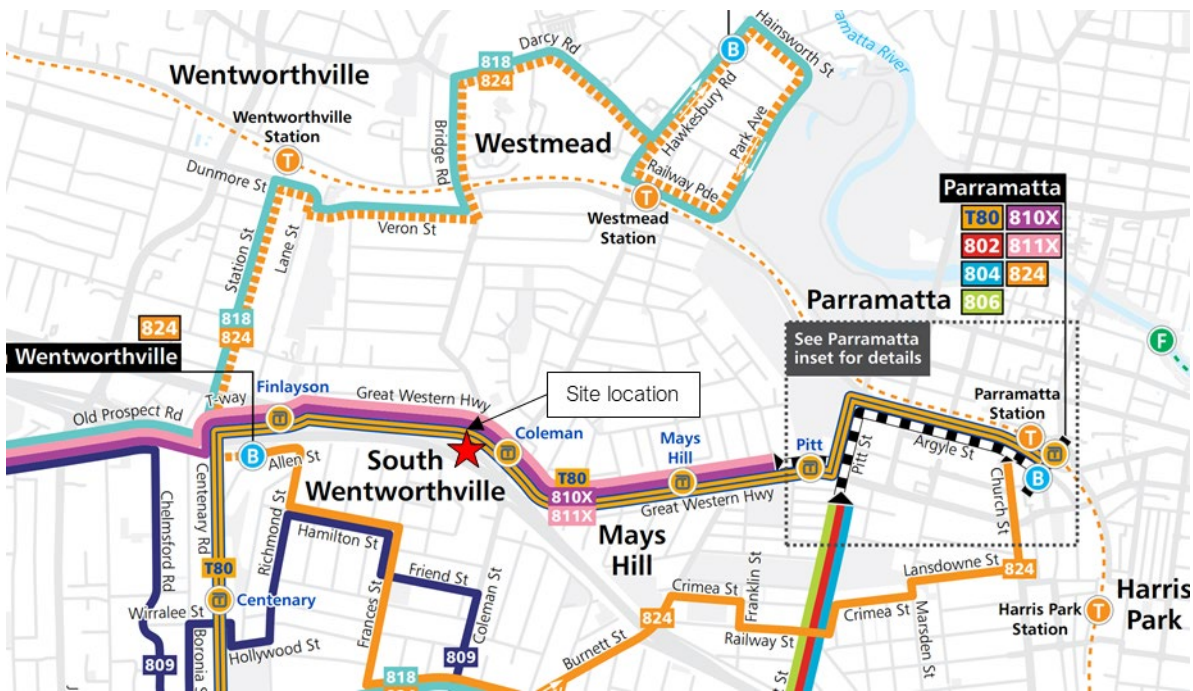 Hainsworth St
amatta River
Darcy Rd
818
824
B
Wentworthville
Wentworthville
Station
T
Hawkesbury Rd
Park Ave
Bridge Rd
Westmead
Dunmore St
Railway Pde
T
Westmead
Station
Veron St
Parramatta
T80 810X
802 811X
804 824
806
Station St
Lane St
Parramatta
818
824
824
Wentworthville
See Parramatta
inset for details
F
Finlayson
T-way
Great Western Hwy
Site location
Old Prospect Rd
Parramatta
Station
T
B
Allen St
Coleman
Mays
Hill
Pitt
Pitt St
Argyle St
B
South
Wentworthville
T80
810X
811X
Great Western Hwy
Church St
Centenary Rd
Chelmsford Rd
Richmond St
Hamilton St
Mays
Hill
T80
Friend St
Lansdowne St
824
Centenary
Frances St
Coleman St
Crimea St
Franklin St
Crimea St
Marsden St
Harris Park
Station
T
Harris
Park
Wirralee St
824
Railway St
Boronia S
Hollywood St
809
809
Burnett St
818
824
t St